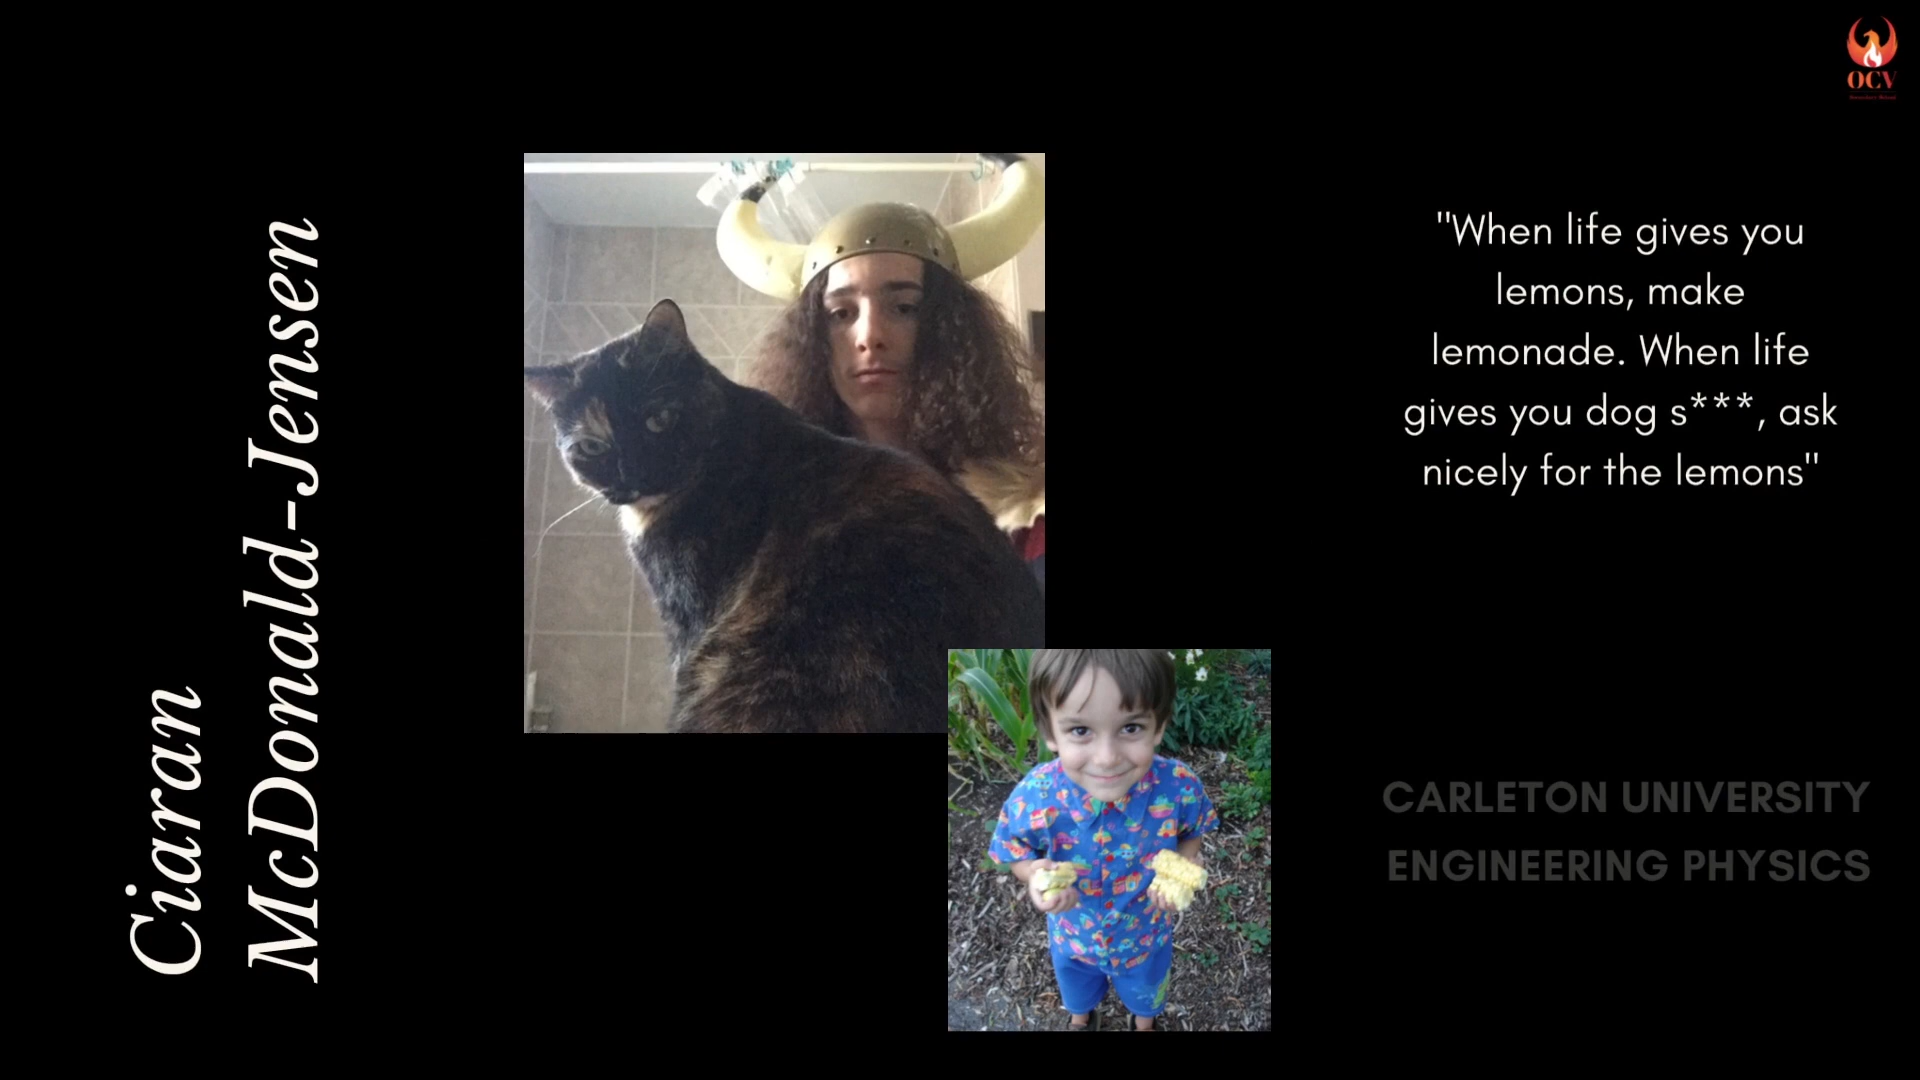 Ciaran
McDonald-Jensen
OCV
"When life gives you
lemons, make
lemonade. When life
gives you dog s***, ask
nicely for the lemons"
CARLETON UNIVERSITY
ENGINEERING PHYSICS